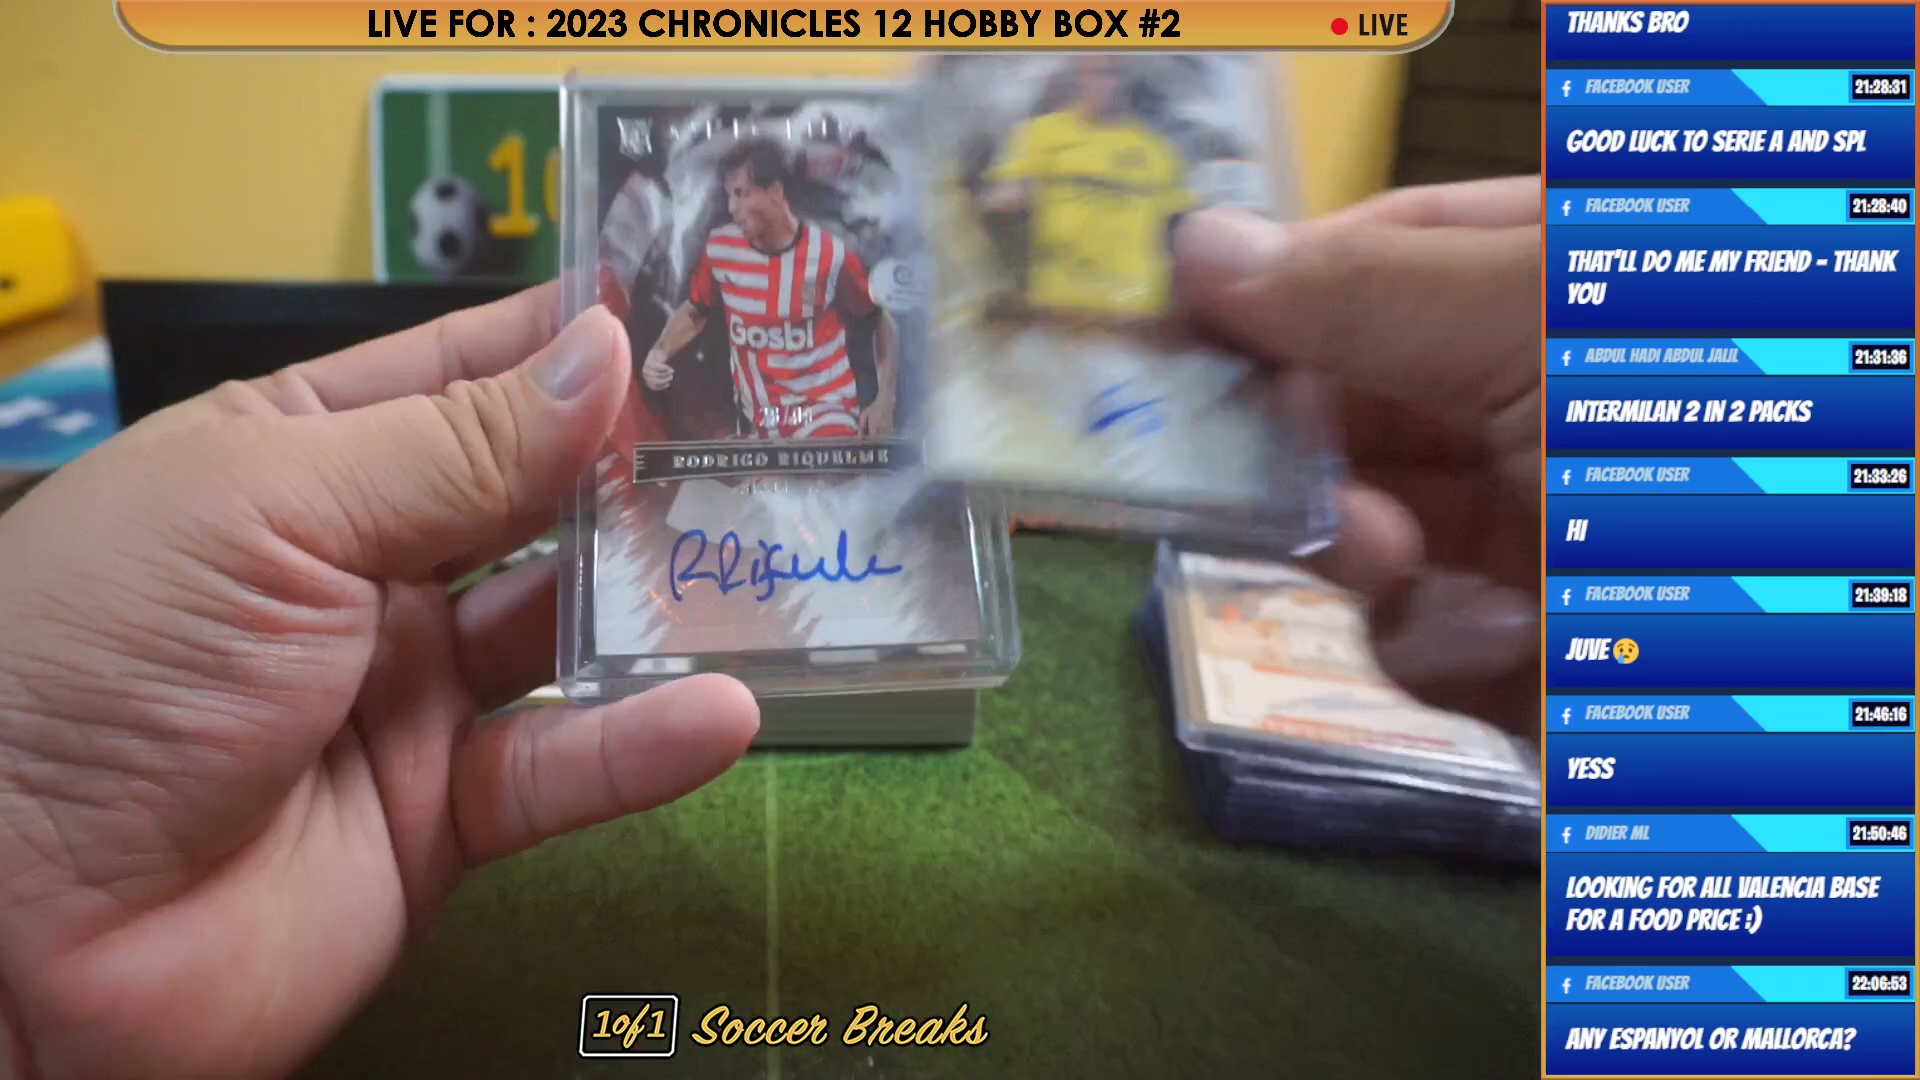 LIVE FOR : 2023 CHRONICLES 12 HOBBY BOX #2
LIVE
10
Gosbi
RODRIGO RIQUELME
1of1 Soccer Breaks
THANKS BRO
FACEBOOK USER
21:28:31
GOOD LUCK TO SERIE A AND SPL
FACEBOOK USER
21:28:40
THAT'LL DO ME MY FRIEND - THANK
YOU
ABDUL HADI ABDUL JALIL
21:31:36
INTERMILAN 2 IN 2 PACKS
FACEBOOK USER
21:33:26
HI
FACEBOOK USER
21:39:18
JUVE😢
FACEBOOK USER
21:46:16
YESS
DIDIER ML
21:50:46
LOOKING FOR ALL VALENCIA BASE
FOR A FOOD PRICE :)
FACEBOOK USER
22:06:53
ANY ESPANYOL OR MALLORCA?